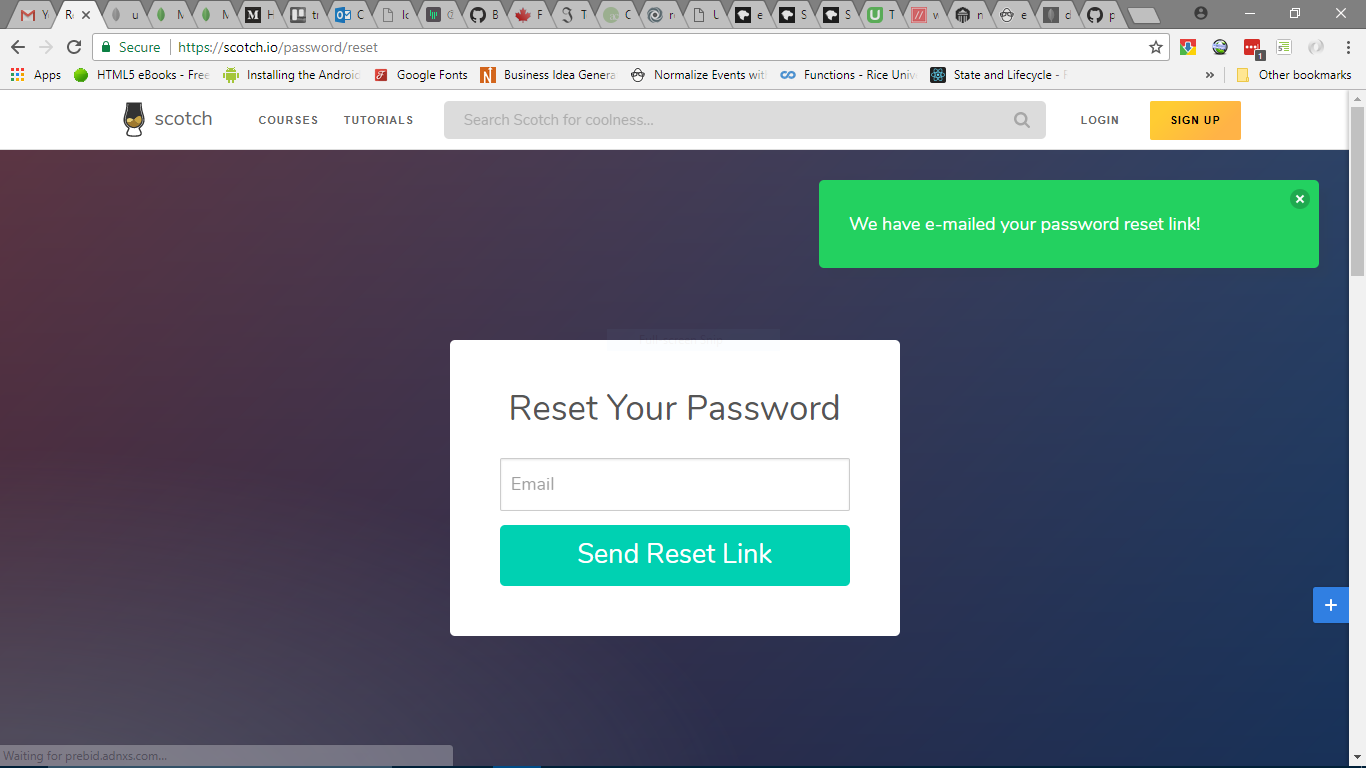 Secure
https://scotch.io/password/reset
Apps
HTML5 eBooks - Free
Installing the Android
Google Fonts
Business Idea Genera
Normalize Events wit
Functions - Rice Univ
State and Lifecycle -
Other bookmarks
scotch
COURSES
TUTORIALS
Search Scotch for coolness...
LOGIN
SIGN UP
We have e-mailed your password reset link!
Reset Your Password
Email
Send Reset Link
Waiting for prebid.adnxs.com...